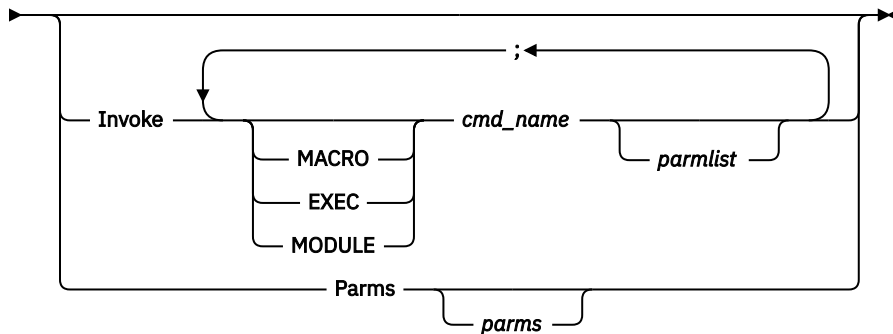 ;
Invoke cmd_name
MACRO parmlist
EXEC
MODULE
Parms
parms